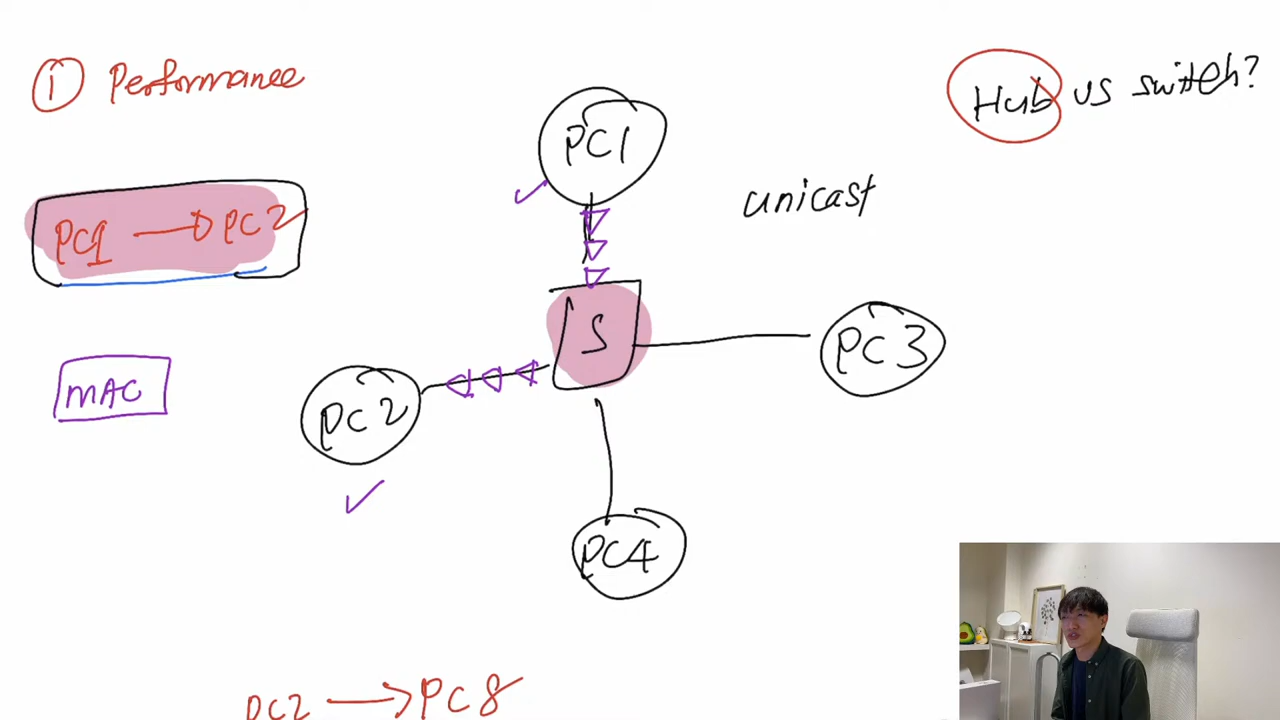 ① Performance
Hub vs switch?
PC1
unicast
PC1 → PC2
S
PC3
MAC
PC2
PC4
PC2 → PC8